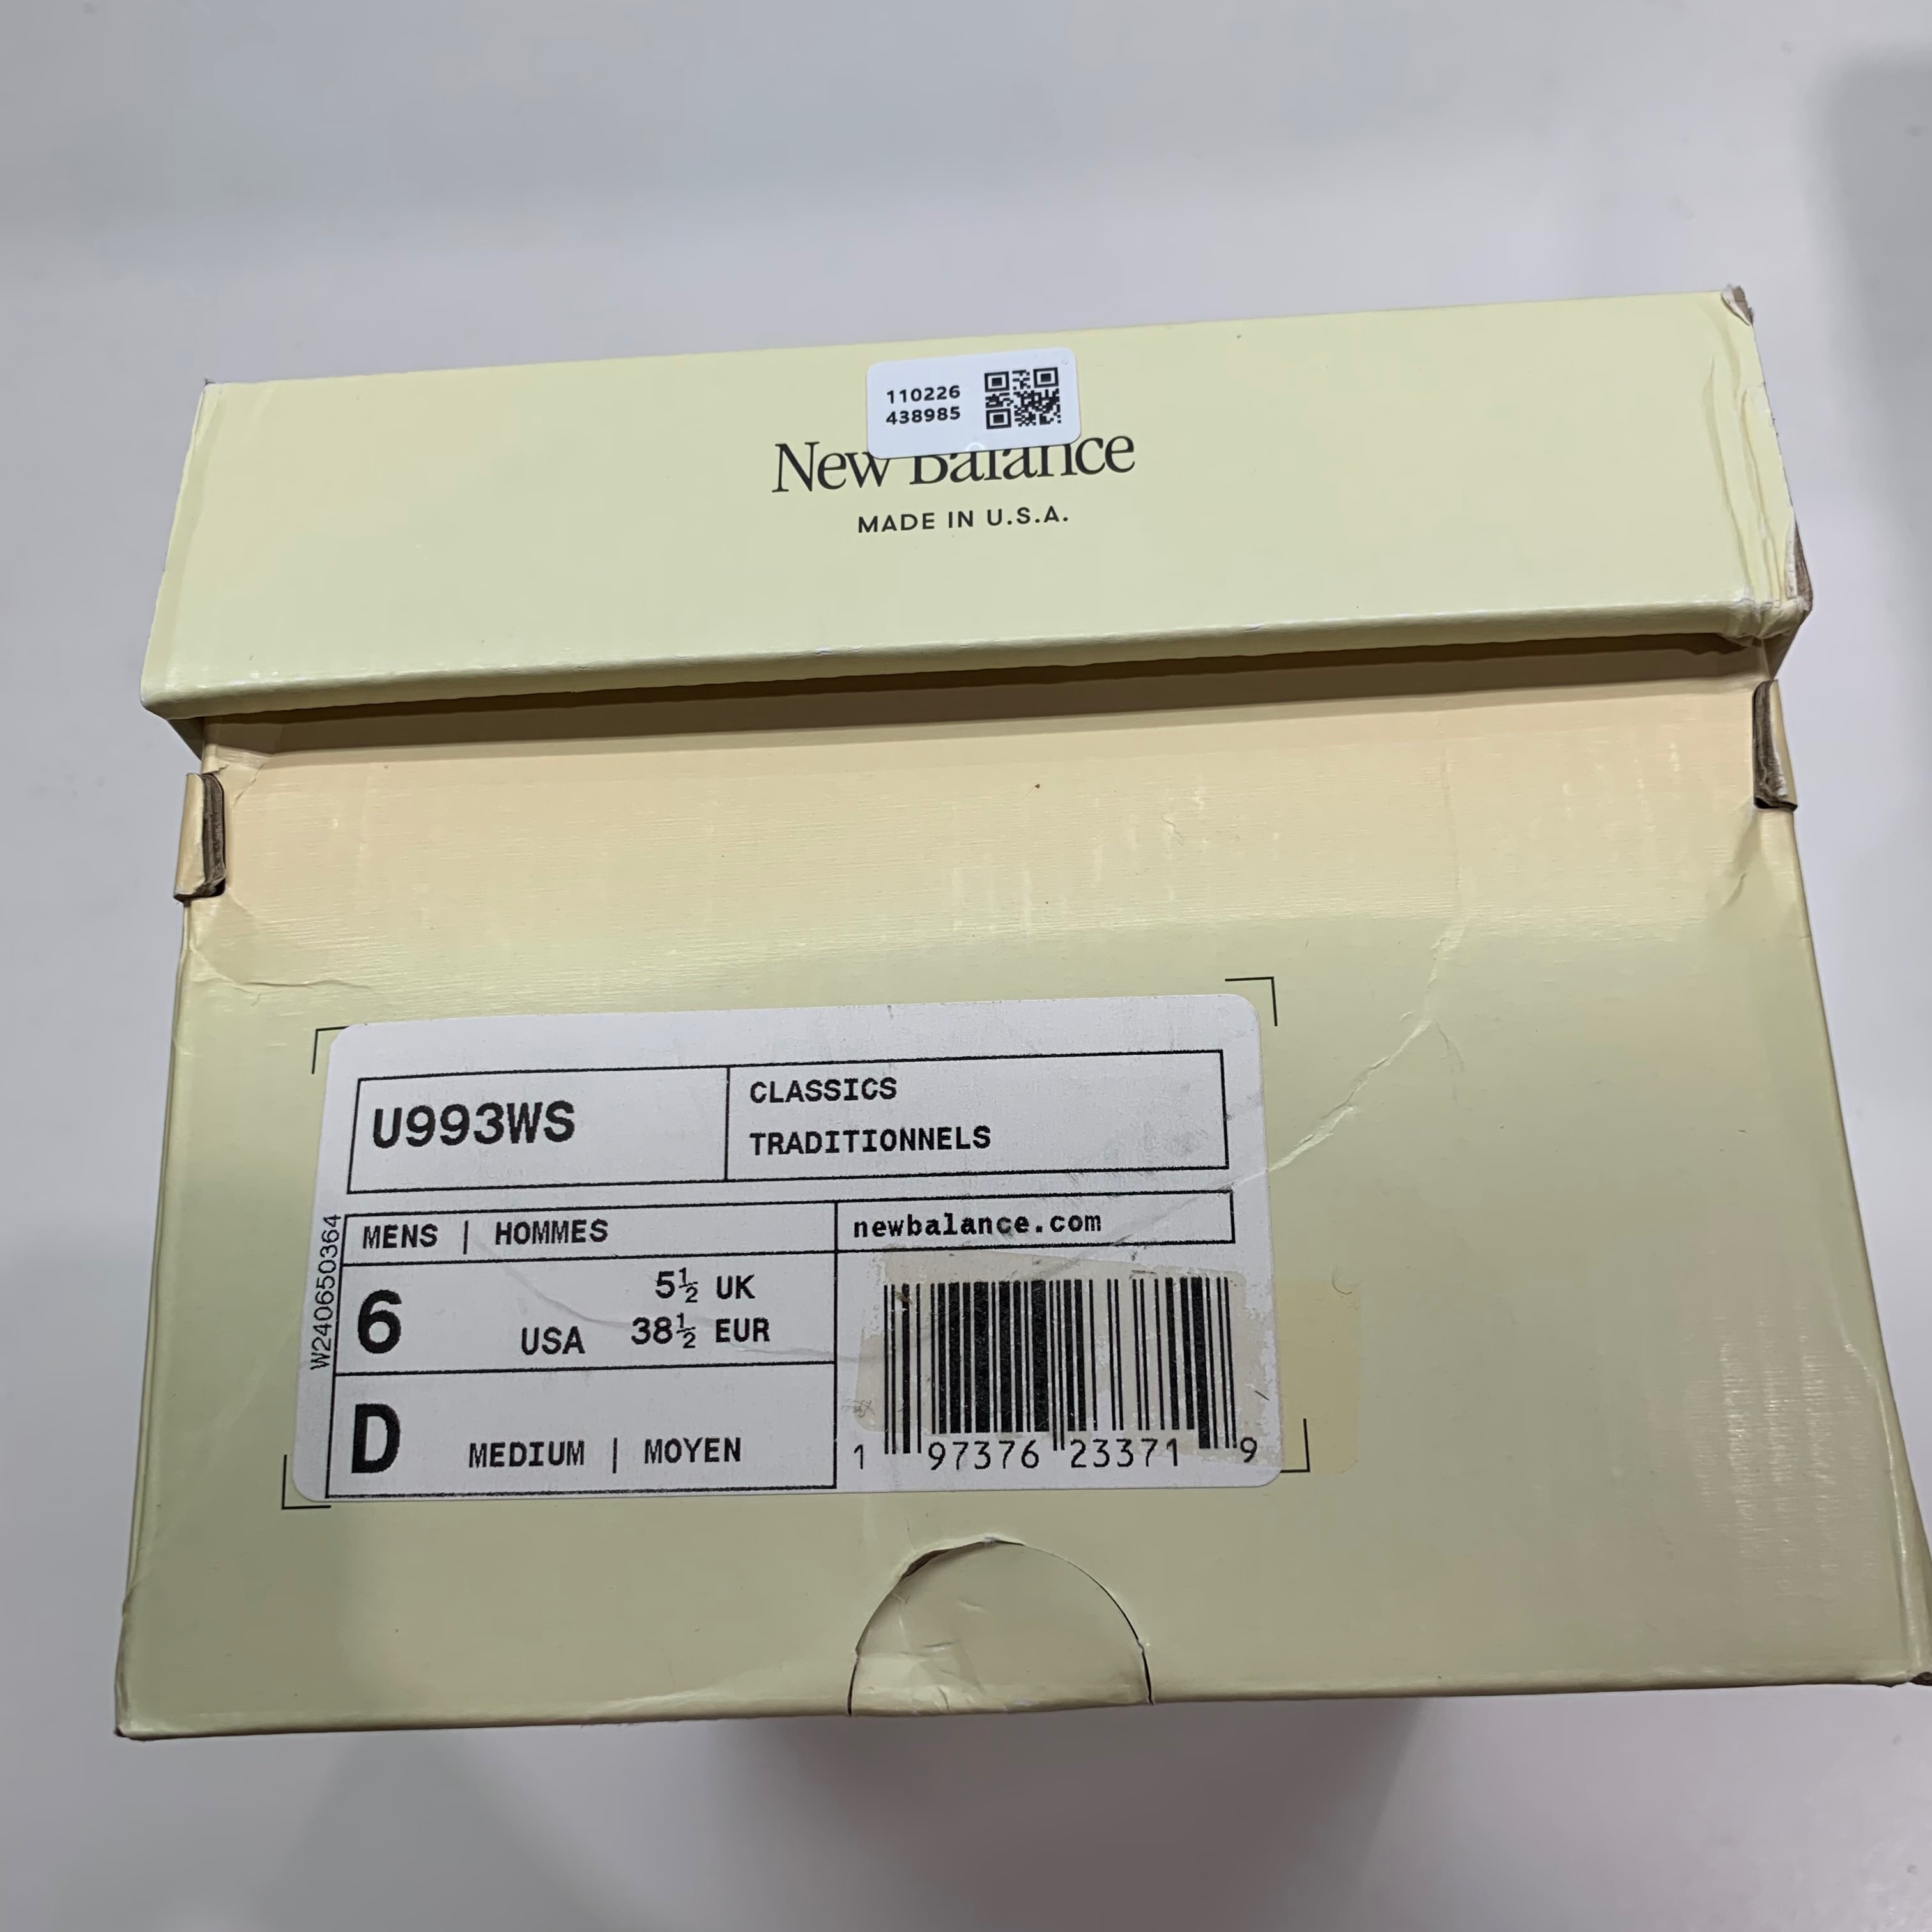 110226
438985
New Balance
MADE IN U.S.A.
U993WS
CLASSICS
TRADITIONNELS
W240650364
MENS | HOMMES
newbalance.com
6 USA
5½ UK
38½ EUR
D MEDIUM | MOYEN
1 97376 23371 9